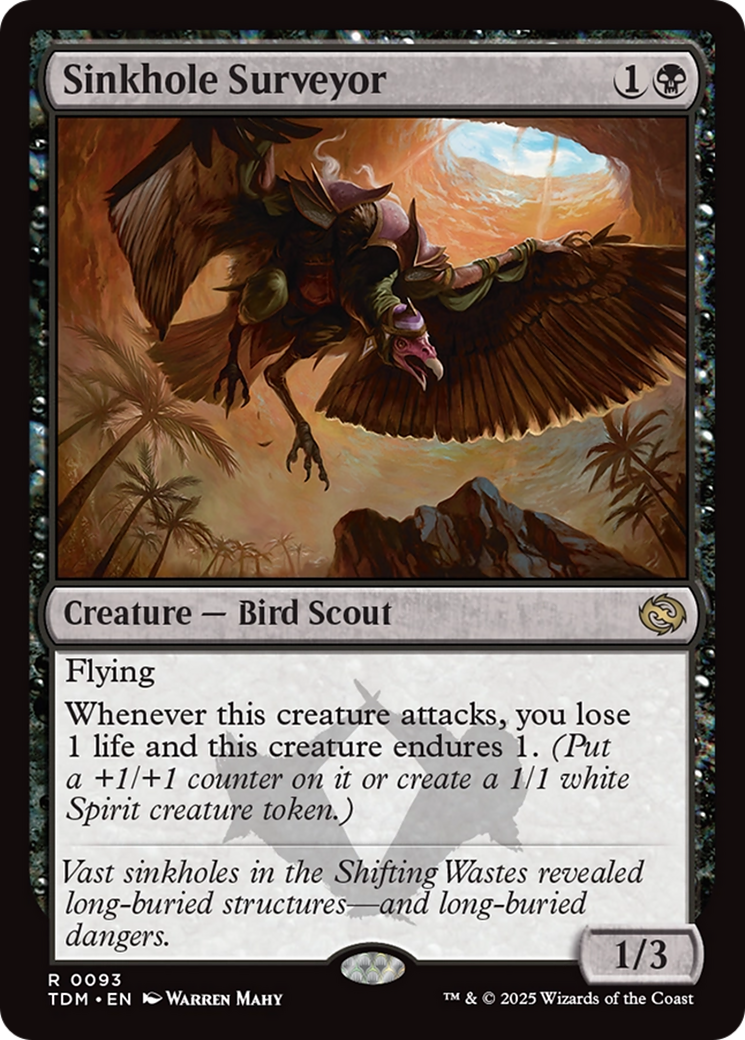 Sinkhole Surveyor 1
Creature — Bird Scout
Flying
Whenever this creature attacks, you lose
1 life and this creature endures 1. (Put
a +1/+1 counter on it or create a 1/1 white
Spirit creature token.)
Vast sinkholes in the Shifting Wastes revealed
long-buried structures—and long-buried
dangers.
1/3
R 0093
TDM • EN Warren Mahy
™ & © 2025 Wizards of the Coast